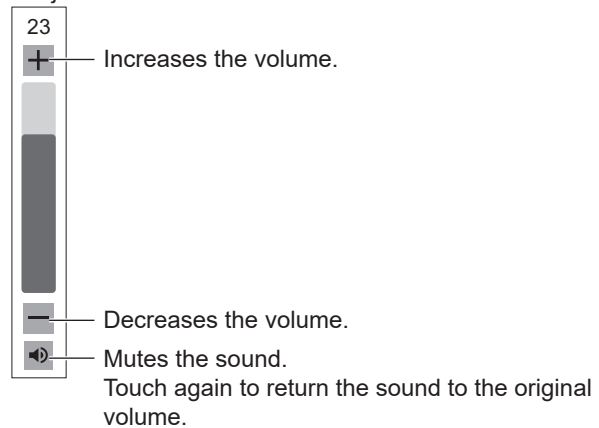 23
Increases the volume.
Decreases the volume.
Mutes the sound.
Touch again to return the sound to the original
volume.